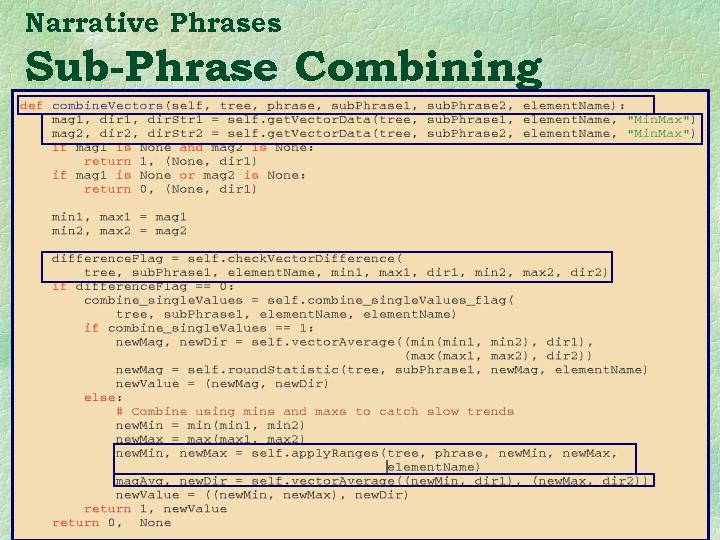 Narrative Phrases
Sub-Phrase Combining
def combineVectors(self, tree, phrase, subPhrase1, subPhrase2, elementName):
    mag1, dir1, dirStr1 = self.getVectorData(tree, subPhrase1, elementName, "MinMax")
    mag2, dir2, dirStr2 = self.getVectorData(tree, subPhrase2, elementName, "MinMax")
    if mag1 is None and mag2 is None:
        return 1, (None, dir1)
    if mag1 is None or mag2 is None:
        return 0, (None, dir1)
    min1, max1 = mag1
    min2, max2 = mag2
    differenceFlag = self.checkVectorDifference(
        tree, subPhrase1, elementName, min1, max1, dir1, min2, max2, dir2)
    if differenceFlag == 0:
        combine_singleValues = self.combine_singleValues_flag(
            tree, subPhrase1, elementName, elementName)
        if combine_singleValues == 1:
            newMag, newDir = self.vectorAverage((min(min1, min2), dir1),
                                                (max(max1, max2), dir2))
            newMag = self.roundStatistic(tree, subPhrase1, newMag, elementName)
            newValue = (newMag, newDir)
        else:
            # Combine using mins and maxs to catch slow trends
            newMin = min(min1, min2)
            newMax = max(max1, max2)
            newMin, newMax = self.applyRanges(tree, phrase, newMin, newMax,
                                              elementName)
            magAvg, newDir = self.vectorAverage((newMin, dir1), (newMax, dir2))
            newValue = ((newMin, newMax), newDir)
        return 1, newValue
    return 0, None